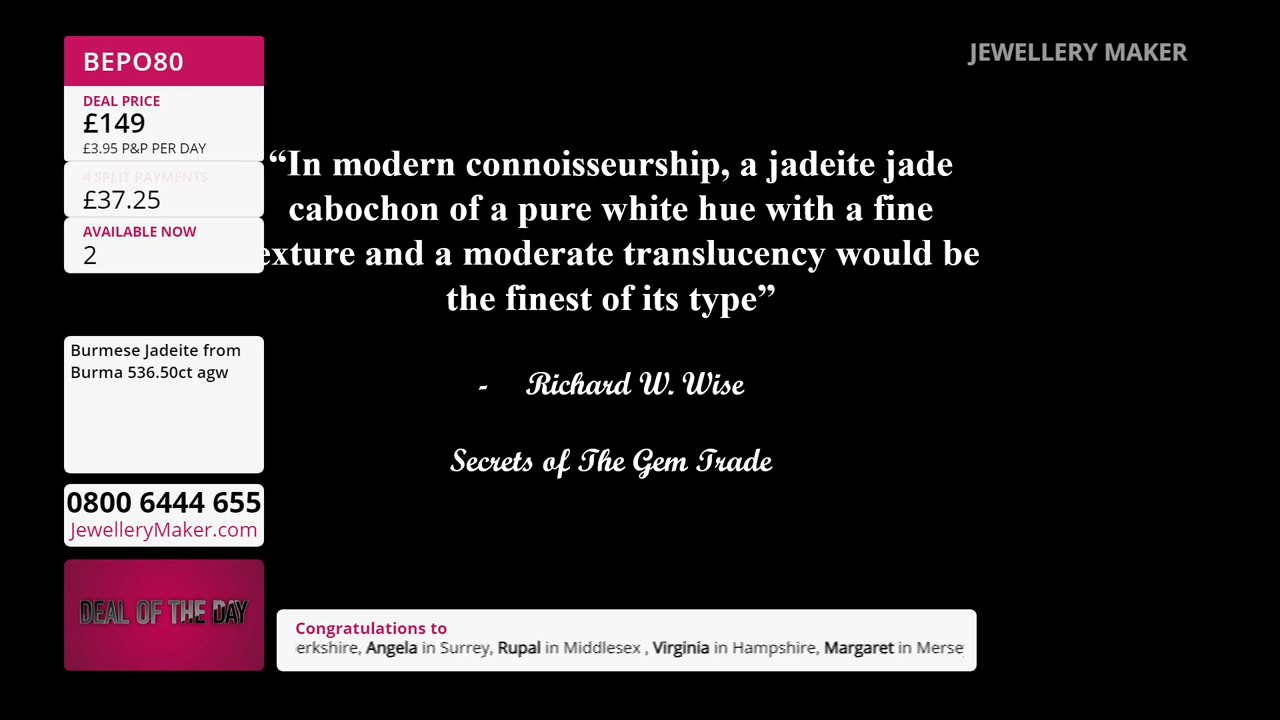 BEPO80
DEAL PRICE
£149
£3.95 P&P PER DAY
4 SPLIT PAYMENTS
£37.25
AVAILABLE NOW
2
Burmese Jadeite from
Burma 536.50ct agw
0800 6444 655
JewelleryMaker.com
DEAL OF THE DAY
JEWELLERY MAKER
“In modern connoisseurship, a jadeite jade
cabochon of a pure white hue with a fine
exture and a moderate translucency would be
the finest of its type”
- Richard W. Wise
Secrets of The Gem Trade
Congratulations to
erkshire, Angela in Surrey, Rupal in Middlesex , Virginia in Hampshire, Margaret in Merse